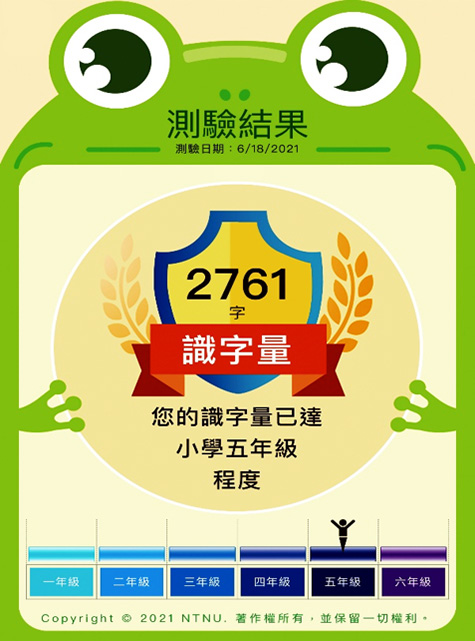 測驗結果
測驗日期：6/18/2021
2761
字
識字量
您的識字量已達
小學五年級
程度
一年級 二年級 三年級 四年級 五年級 六年級
Copyright © 2021 NTNU. 著作權所有，並保留一切權利。